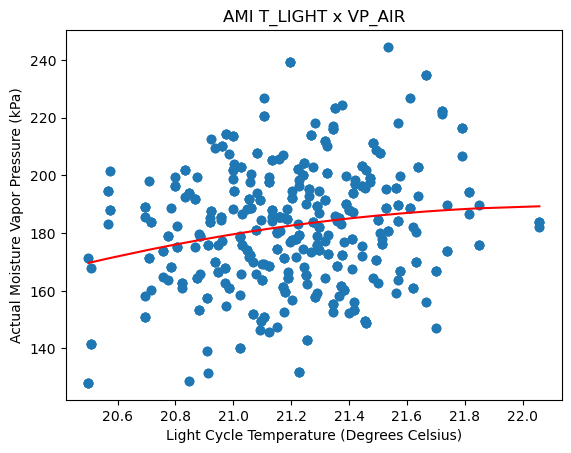 AMI T_LIGHT x VP_AIR
240
220
200
180
160
140
Actual Moisture Vapor Pressure (kPa)
20.6 20.8 21.0 21.2 21.4 21.6 21.8 22.0
Light Cycle Temperature (Degrees Celsius)